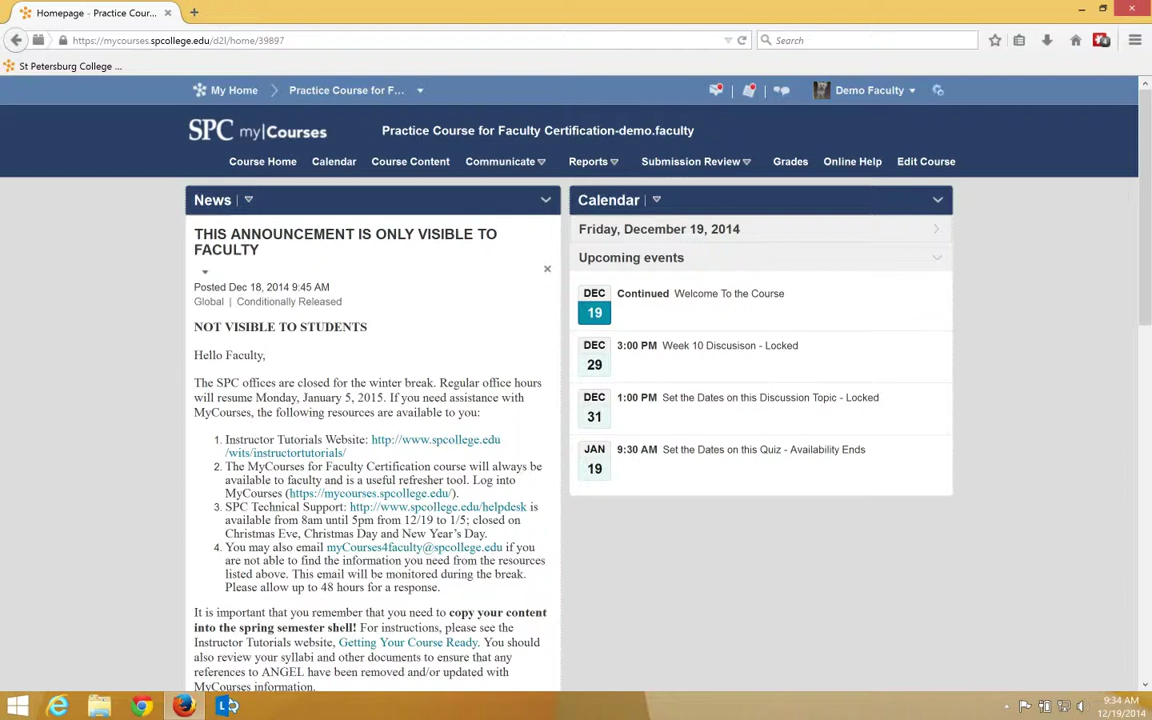 Homepage - Practice Cour...
https://mycourses.spcollege.edu/d2l/home/39897
Search
St Petersburg College ...
My Home
Practice Course for F...
Demo Faculty
SPC my|Courses
Practice Course for Faculty Certification-demo.faculty
Course Home
Calendar
Course Content
Communicate
Reports
Submission Review
Grades
Online Help
Edit Course
News
THIS ANNOUNCEMENT IS ONLY VISIBLE TO
FACULTY
Posted Dec 18, 2014 9:45 AM
Global | Conditionally Released
NOT VISIBLE TO STUDENTS
Hello Faculty,
The SPC offices are closed for the winter break. Regular office hours
will resume Monday, January 5, 2015. If you need assistance with
MyCourses, the following resources are available to you:
1. Instructor Tutorials Website: http://www.spcollege.edu
/wits/instructortutorials/
2. The MyCourses for Faculty Certification course will always be
available to faculty and is a useful refresher tool. Log into
MyCourses (https://mycourses.spcollege.edu/).
3. SPC Technical Support: http://www.spcollege.edu/helpdesk is
available from 8am until 5pm from 12/19 to 1/5; closed on
Christmas Eve, Christmas Day and New Year's Day.
4. You may also email myCourses4faculty@spcollege.edu if you
are not able to find the information you need from the resources
listed above. This email will be monitored during the break.
Please allow up to 48 hours for a response.
It is important that you remember that you need to copy your content
into the spring semester shell! For instructions, please see the
Instructor Tutorials website, Getting Your Course Ready. You should
also review your syllabi and other documents to ensure that any
references to ANGEL have been removed and/or updated with
MyCourses information.
Calendar
Friday, December 19, 2014
Upcoming events
DEC
19
Continued Welcome To the Course
DEC
29
3:00 PM Week 10 Discusison - Locked
DEC
31
1:00 PM Set the Dates on this Discussion Topic - Locked
JAN
19
9:30 AM Set the Dates on this Quiz - Availability Ends
9:34 AM
12/19/2014